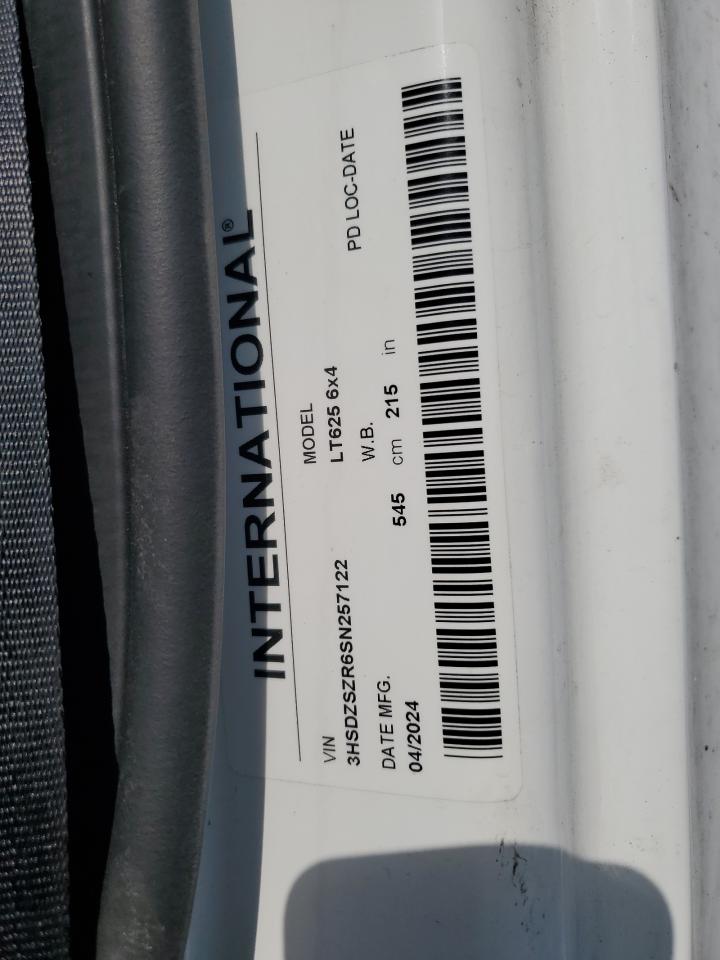 INTERNATIONAL®
VIN
3HSDZSZR6SN257122
MODEL
LT625 6x4
DATE MFG.
04/2024
W.B.
545 cm 215 in
PD LOC-DATE